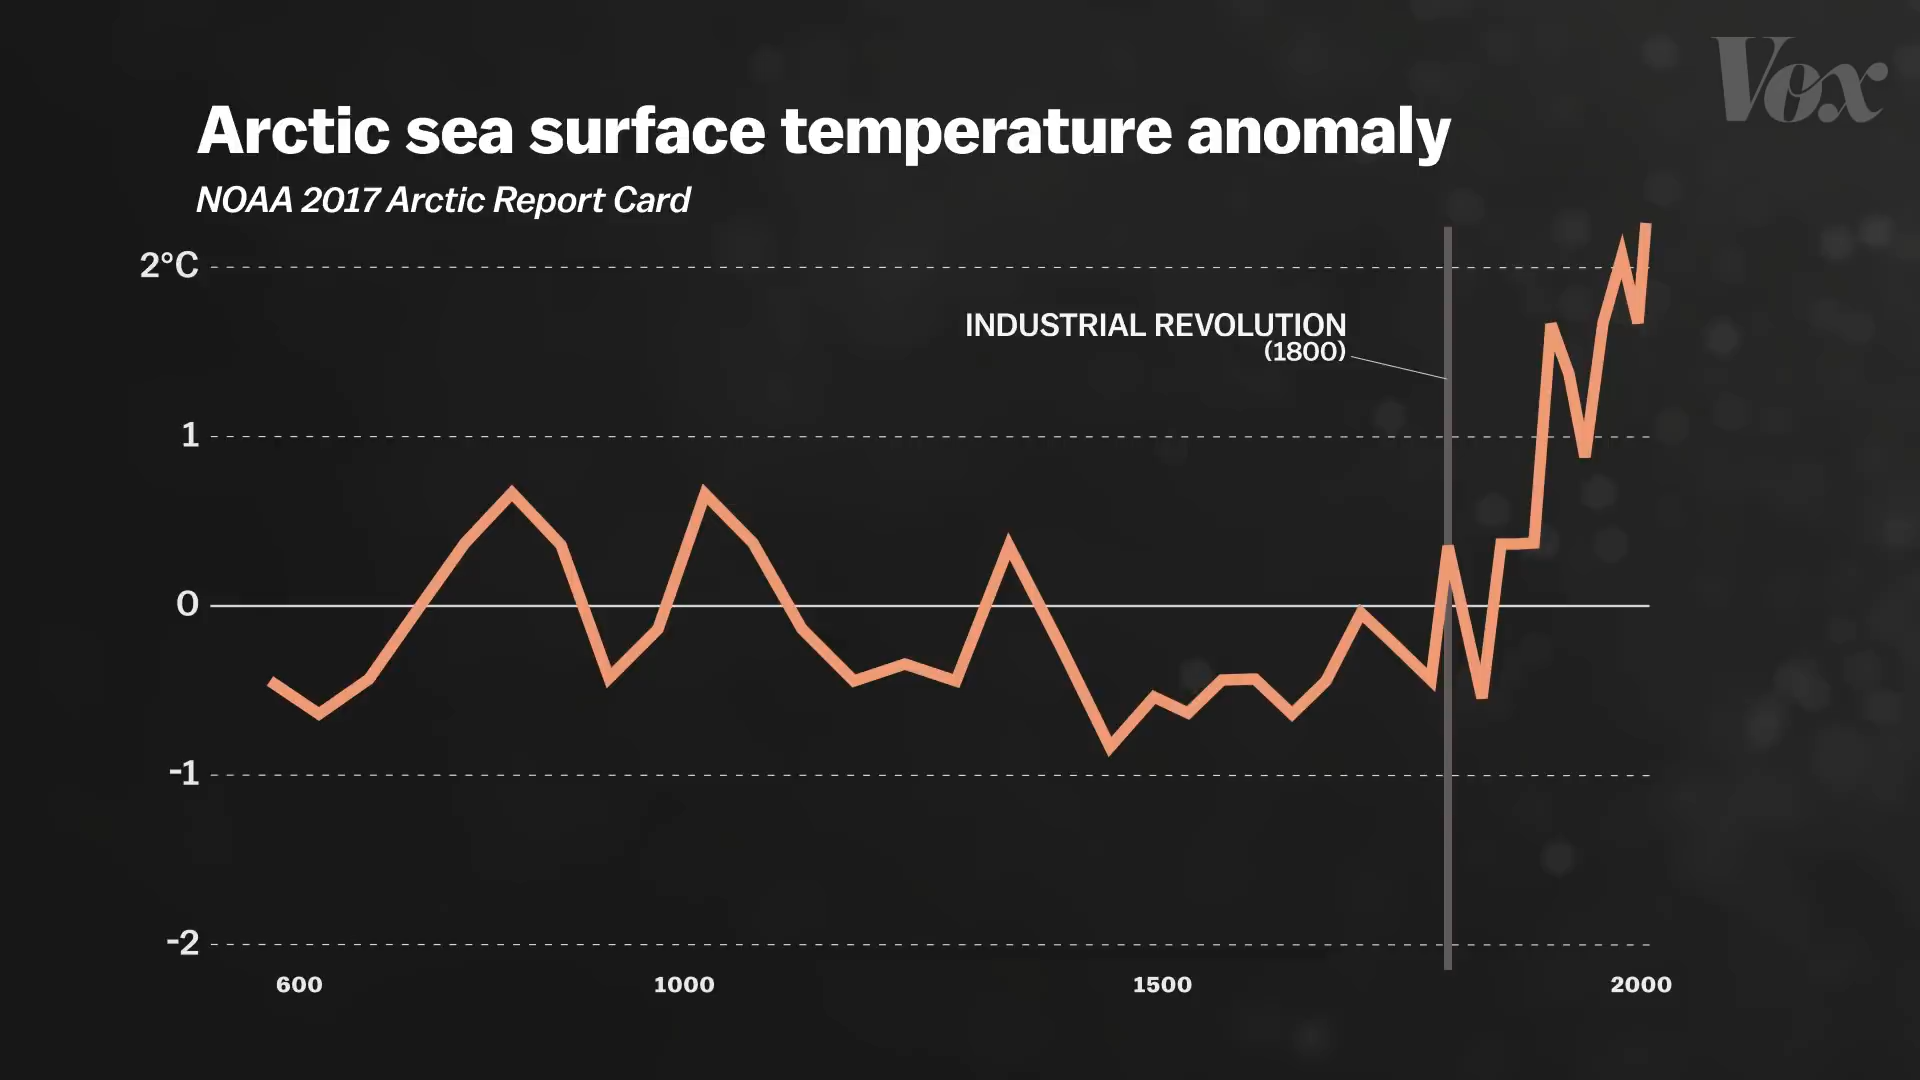 Vox
Arctic sea surface temperature anomaly
NOAA 2017 Arctic Report Card
2°C
INDUSTRIAL REVOLUTION
(1800)
1
0
-1
-2
600 1000 1500 2000